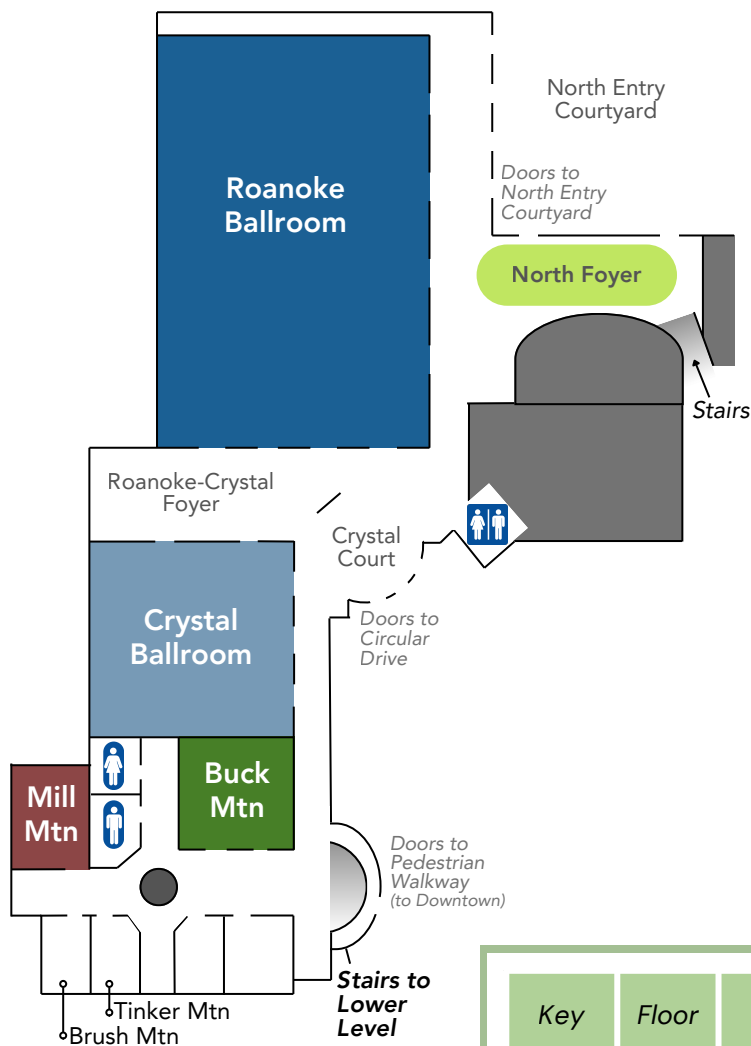 North Entry
Courtyard
Roanoke
Ballroom
Doors to
North Entry
Courtyard
North Foyer
Stairs
Roanoke-Crystal
Foyer
Crystal
Court
Crystal
Ballroom
Doors to
Circular
Drive
Buck
Mtn
Mill
Mtn
Doors to
Pedestrian
Walkway
(to Downtown)
Stairs to
Lower
Level
Tinker Mtn
Brush Mtn
Key
Floor